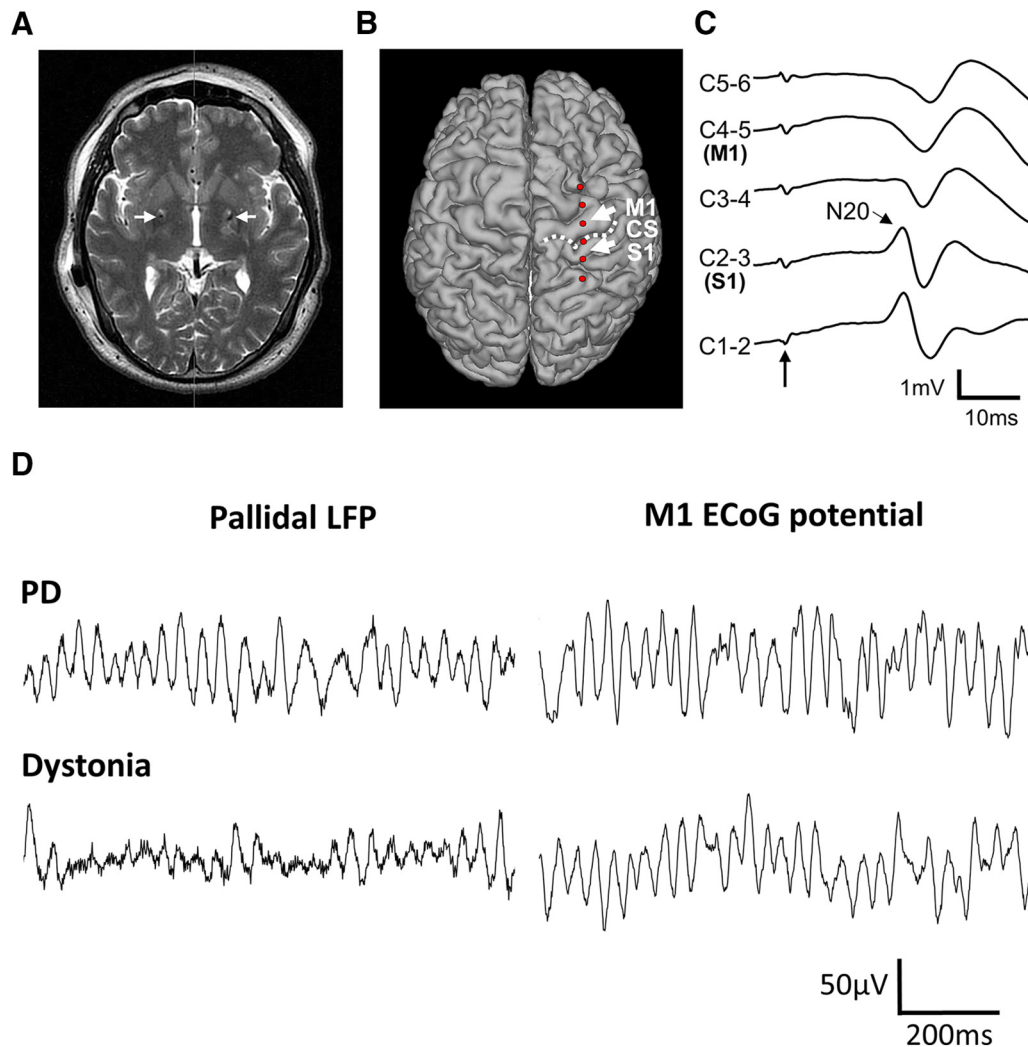 A
B
C
M1
CS
S1
C5-6
C4-5
(M1)
C3-4
N20
C2-3
(S1)
C1-2
1mV
10ms
D
Pallidal LFP
M1 ECoG potential
PD
Dystonia
50µV
200ms